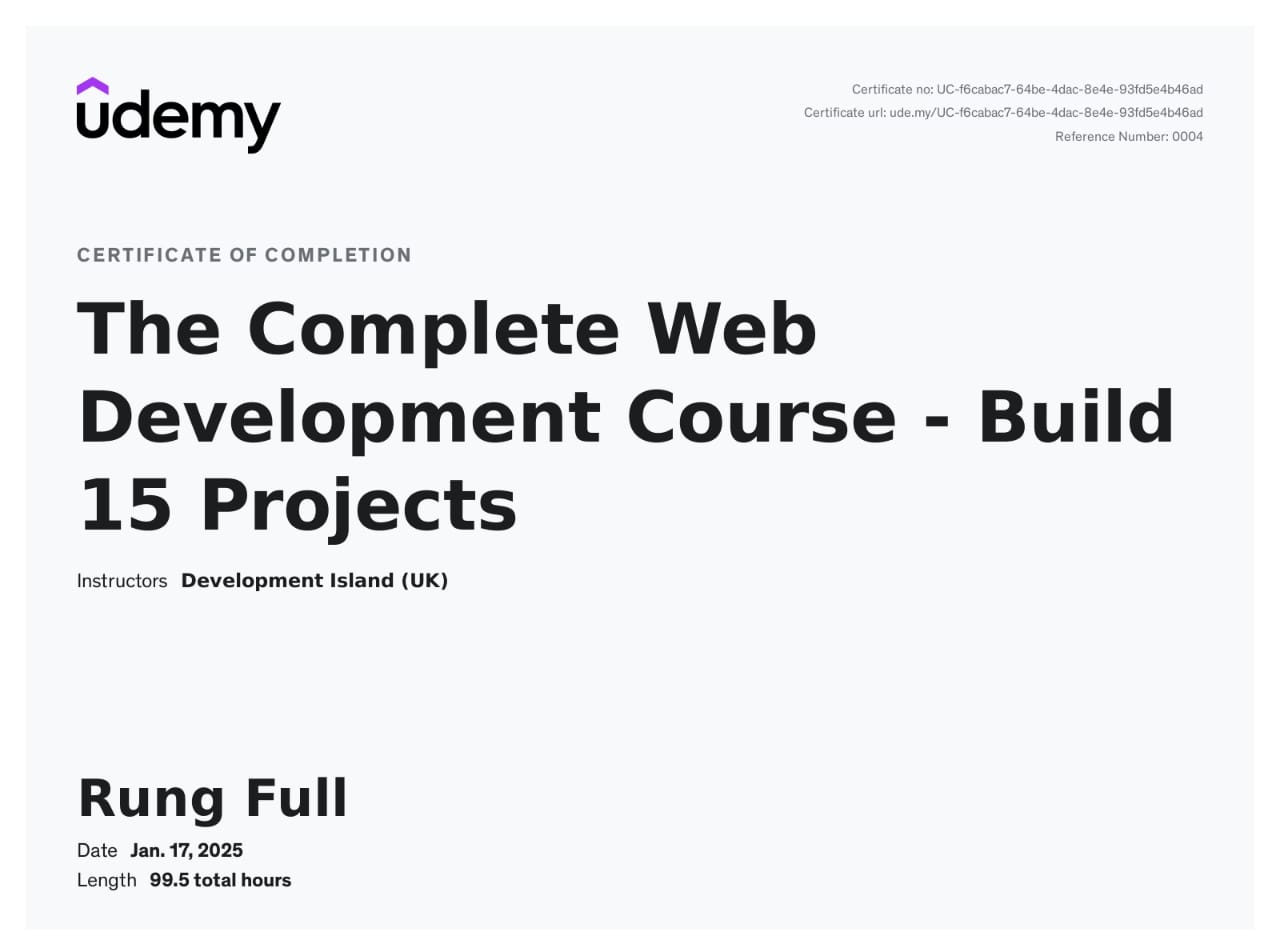 udemy
Certificate no: UC-f6cabac7-64be-4dac-8e4e-93fd5e4b46ad
Certificate url: ude.my/UC-f6cabac7-64be-4dac-8e4e-93fd5e4b46ad
Reference Number: 0004
CERTIFICATE OF COMPLETION
The Complete Web
Development Course - Build
15 Projects
Instructors Development Island (UK)
Rung Full
Date Jan. 17, 2025
Length 99.5 total hours